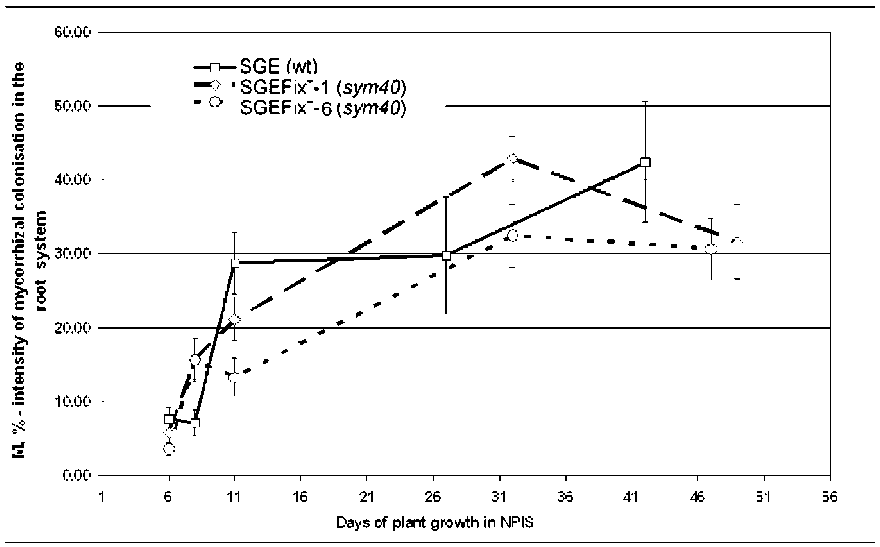 60.00
50.00
40.00
30.00
20.00
10.00
0.00
M, % - intensity of mycorrhizal colonisation in the
root system
SGE (wt)
SGEFix⁻-1 (sym40)
SGEFix⁻-6 (sym40)
1 6 11 16 21 26 31 36 41 46 51 56
Days of plant growth in NPIS